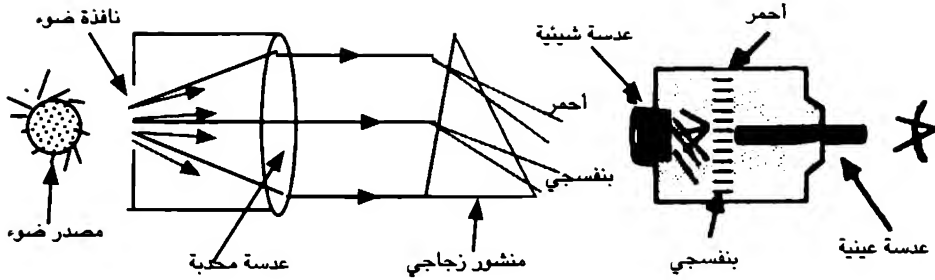 نافذة ضوء
أحمر
عدسة شيئية
أحمر
بنفسجي
مصدر ضوء
عدسة محدبة
منشور زجاجي
بنفسجي
عدسة عينية